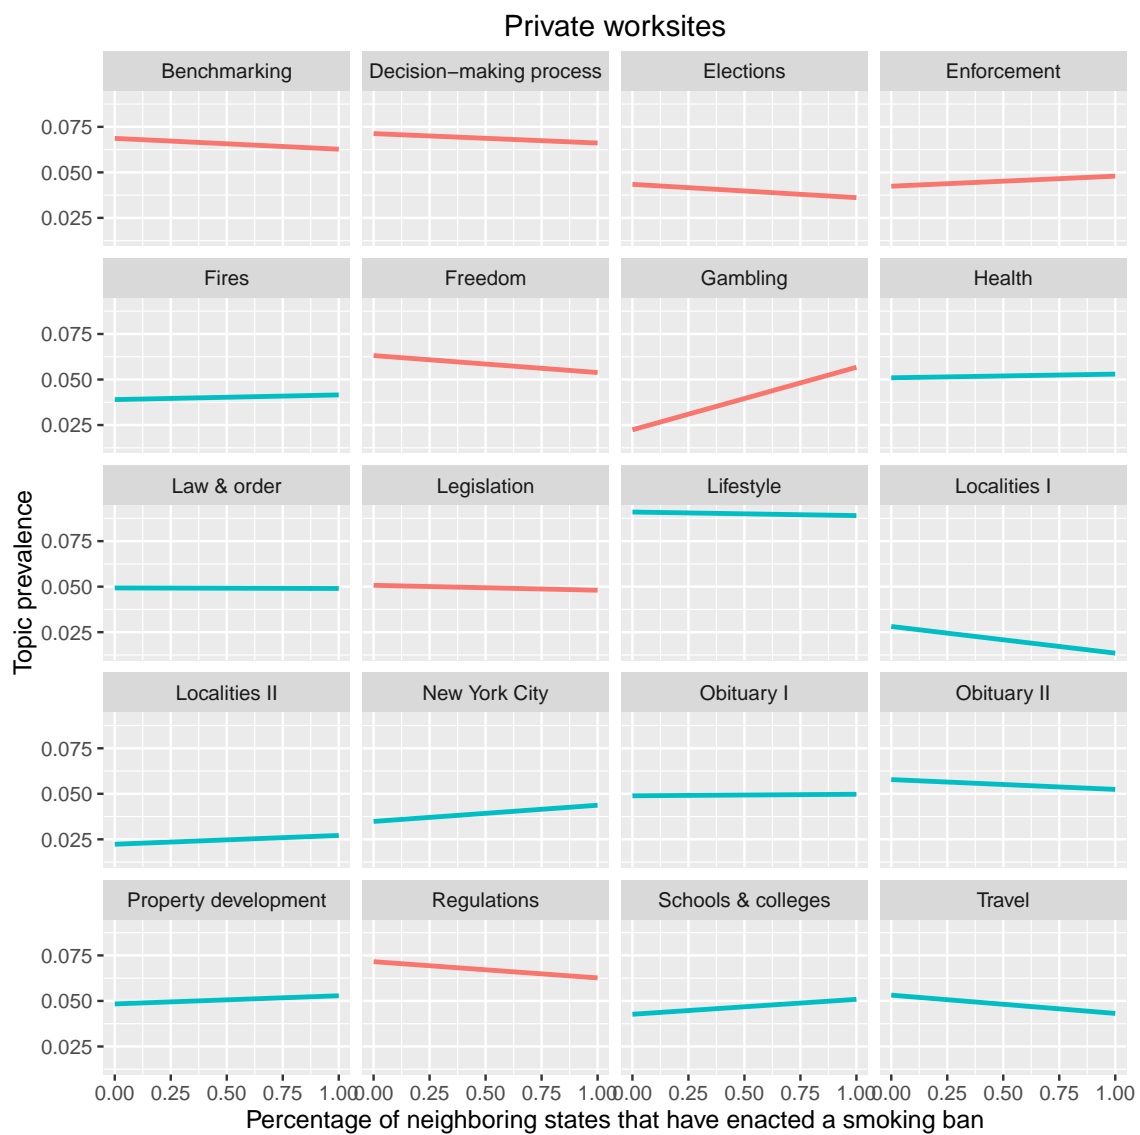 Private worksites
Benchmarking Decision−making process Elections Enforcement
0.075
0.050
0.025
Fires Freedom Gambling Health
0.075
0.050
0.025
Law & order Legislation Lifestyle Localities I
0.075
0.050
0.025
Localities II New York City Obituary I Obituary II
0.075
0.050
0.025
Property development Regulations Schools & colleges Travel
0.075
0.050
0.025
0.00 0.25 0.50 0.75 1.00 0.00 0.25 0.50 0.75 1.00 0.00 0.25 0.50 0.75 1.00 0.00 0.25 0.50 0.75 1.00
Percentage of neighboring states that have enacted a smoking ban
Topic prevalence